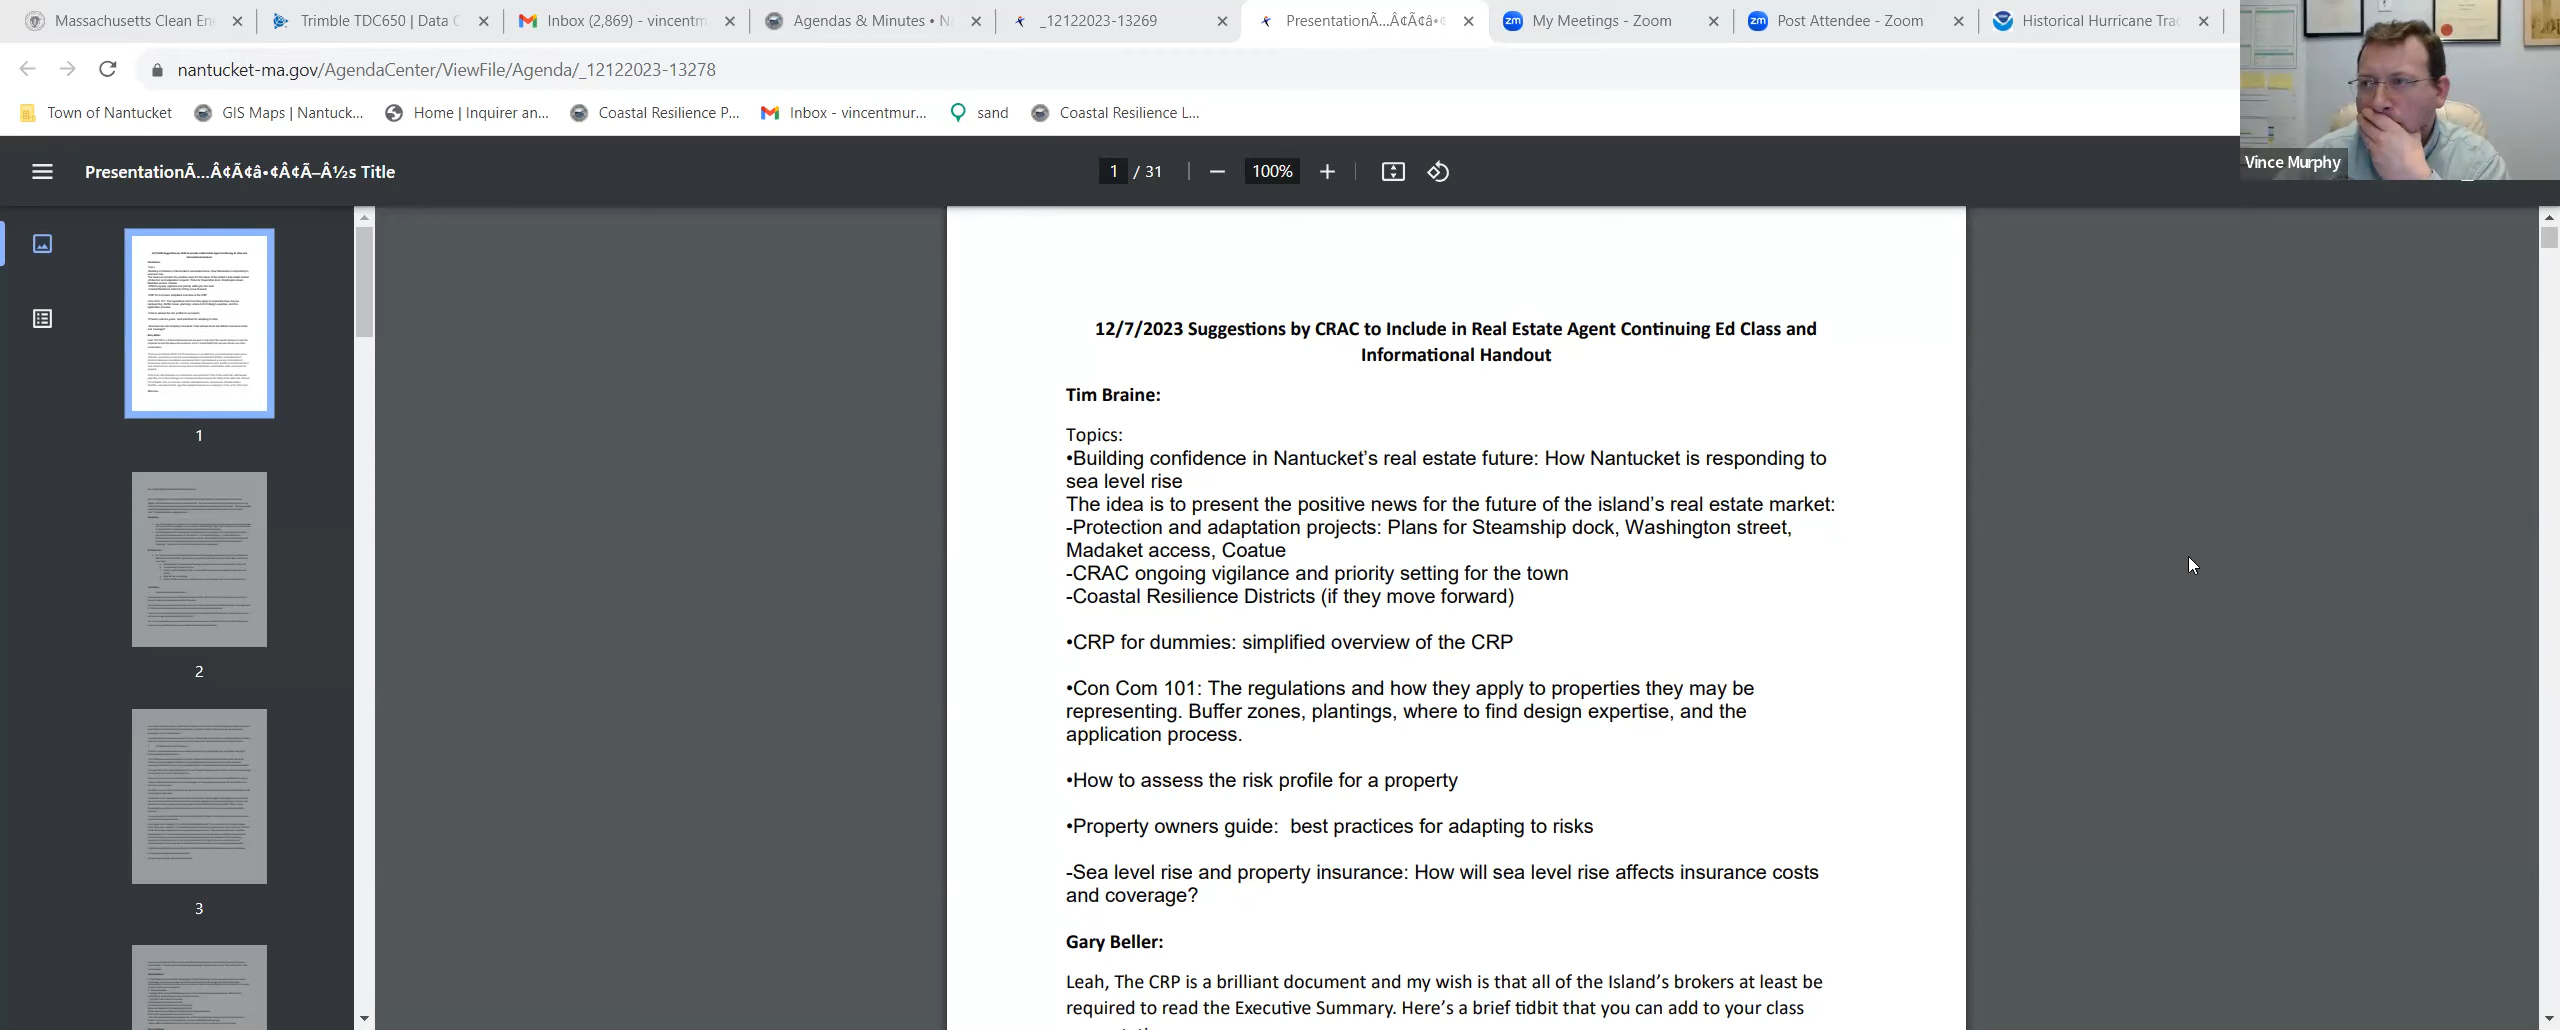 Massachusetts Clean En
Trimble TDC650 | Data C
Inbox (2,869) - vincentm
Agendas & Minutes • N
_12122023-13269
PresentationÃ…Â¢Ã¢â•¢
My Meetings - Zoom
Post Attendee - Zoom
Historical Hurricane Trac
nantucket-ma.gov/AgendaCenter/ViewFile/Agenda/_12122023-13278
Town of Nantucket
GIS Maps | Nantuck...
Home | Inquirer an...
Coastal Resilience P...
Inbox - vincentmur...
sand
Coastal Resilience L...
Vince Murphy
PresentationÃ…Â¢Ã¢â•¢Â¢Ã–Â½s Title
1 / 31
100%
1
2
3
12/7/2023 Suggestions by CRAC to Include in Real Estate Agent Continuing Ed Class and
Informational Handout
Tim Braine:
Topics:
•Building confidence in Nantucket’s real estate future: How Nantucket is responding to
sea level rise
The idea is to present the positive news for the future of the island’s real estate market:
-Protection and adaptation projects: Plans for Steamship dock, Washington street,
Madaket access, Coatue
-CRAC ongoing vigilance and priority setting for the town
-Coastal Resilience Districts (if they move forward)
•CRP for dummies: simplified overview of the CRP
•Con Com 101: The regulations and how they apply to properties they may be
representing. Buffer zones, plantings, where to find design expertise, and the
application process.
•How to assess the risk profile for a property
•Property owners guide:  best practices for adapting to risks
-Sea level rise and property insurance: How will sea level rise affects insurance costs
and coverage?
Gary Beller:
Leah, The CRP is a brilliant document and my wish is that all of the Island’s brokers at least be
required to read the Executive Summary. Here’s a brief tidbit that you can add to your class